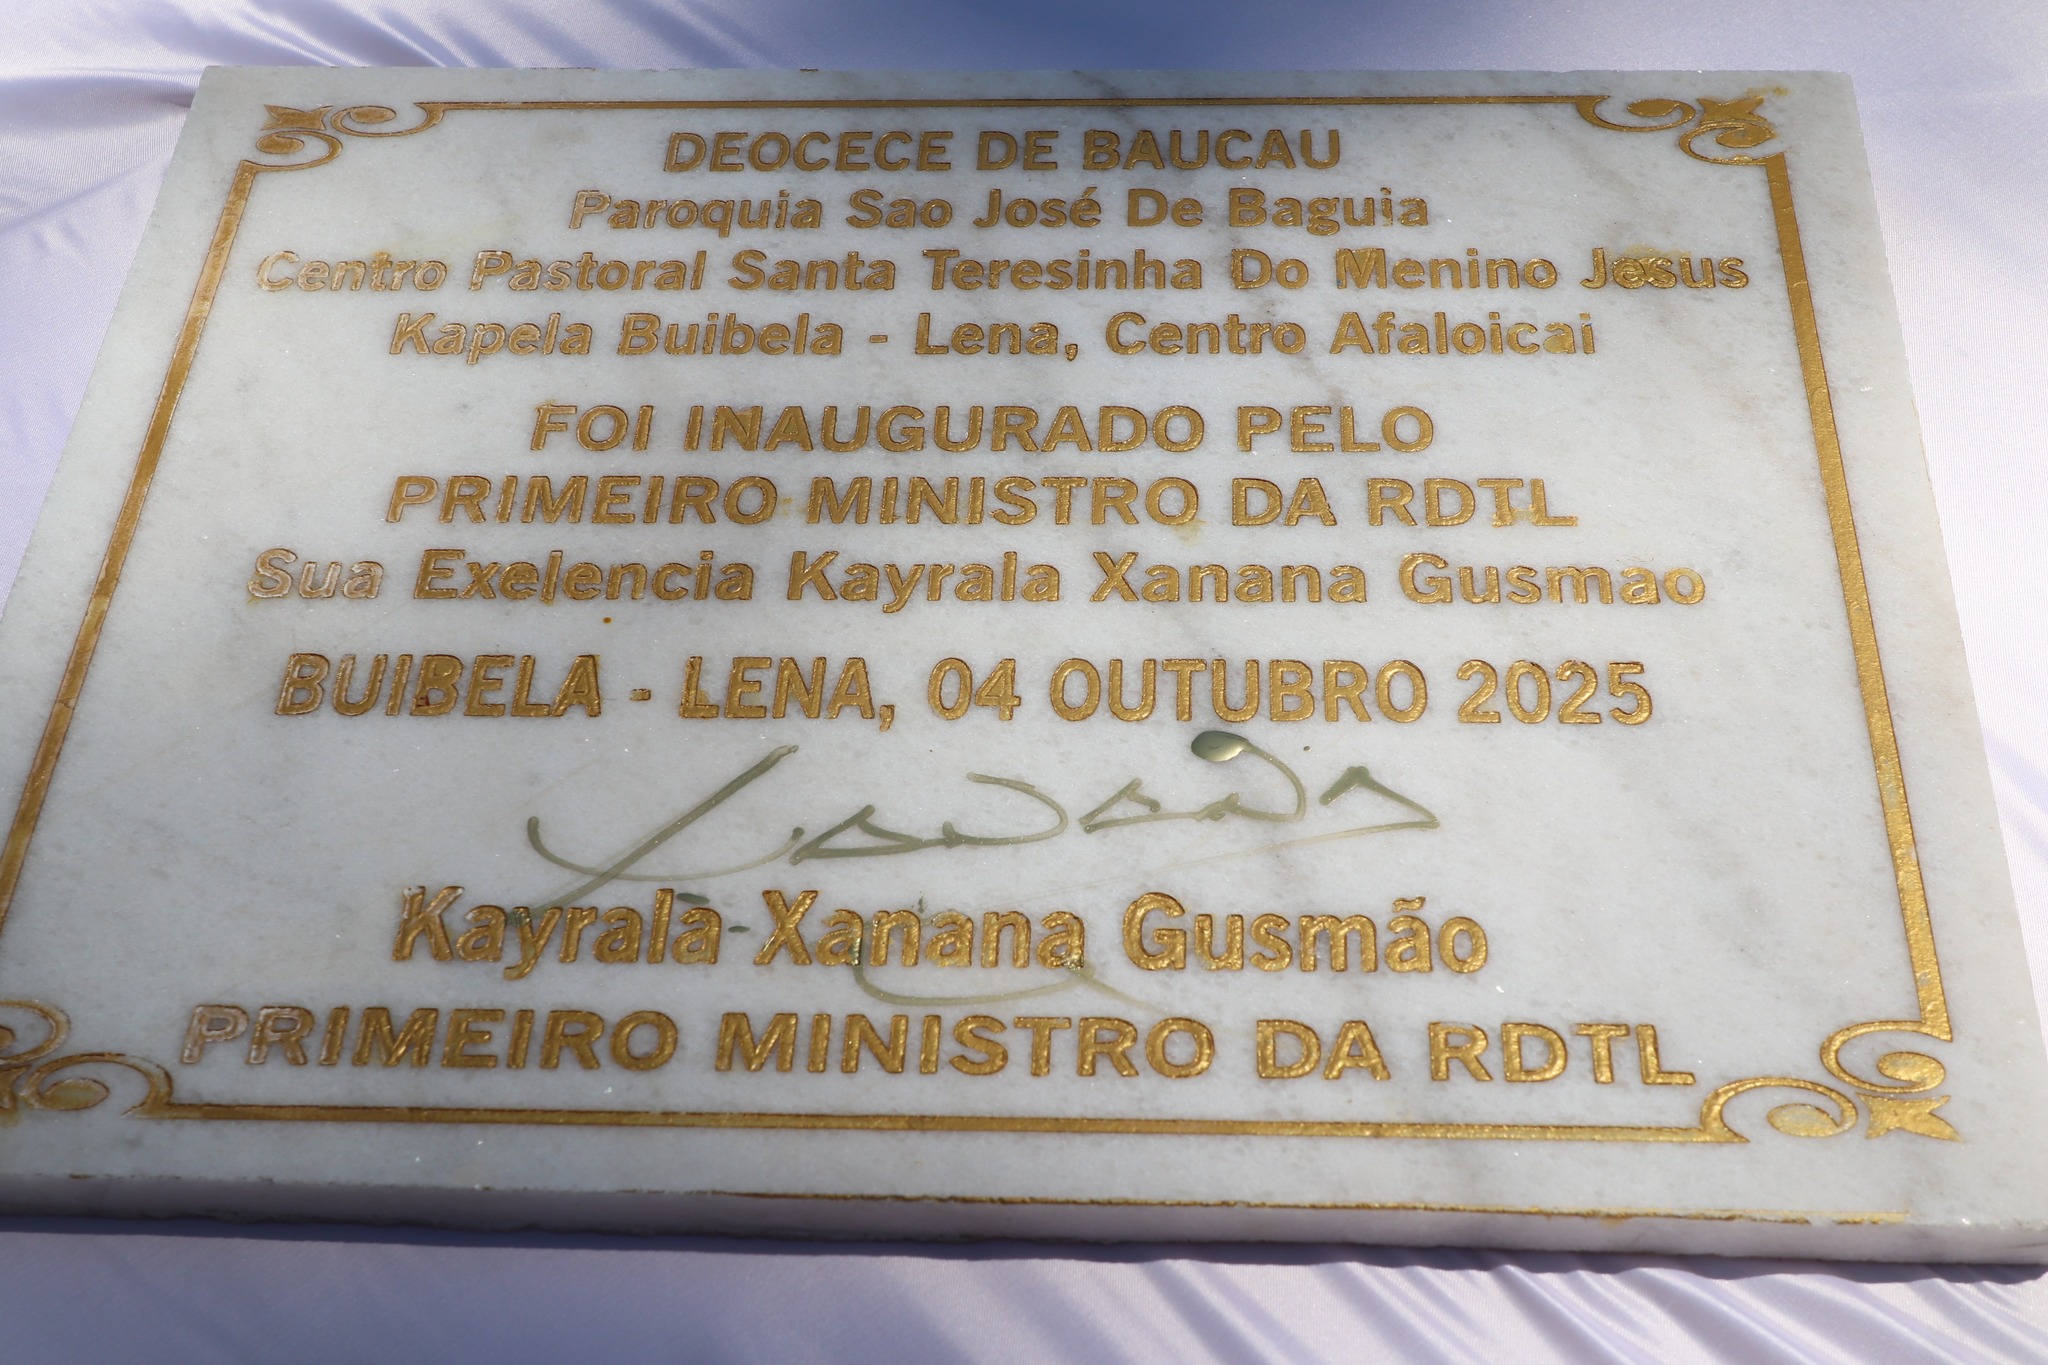 DEOCECE DE BAUCAU
Paroquia Sao José De Baguia
Centro Pastoral Santa Teresinha Do Menino Jesus
Kapela Buibela - Lena, Centro Afaloicai
FOI INAUGURADO PELO
PRIMEIRO MINISTRO DA RDTL
Sua Exelencia Kayrala Xanana Gusmao
BUIBELA - LENA, 04 OUTUBRO 2025
Kayrala Xanana Gusmão
PRIMEIRO MINISTRO DA RDTL